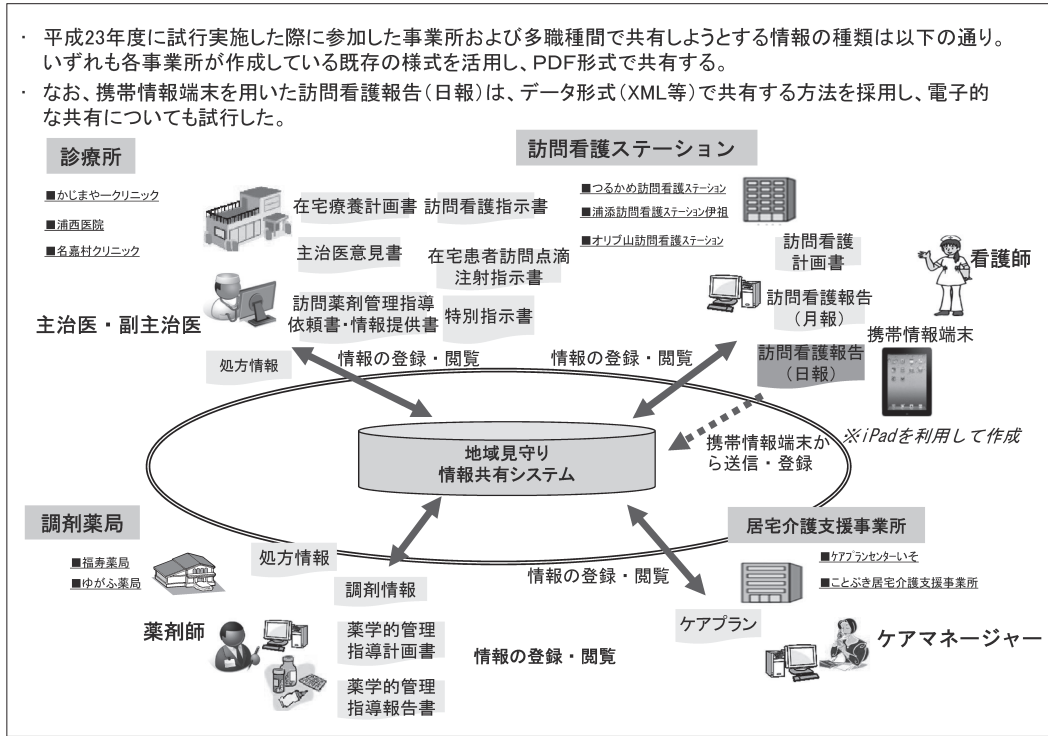 ・ 平成23年度に試行実施した際に参加した事業所および多職種間で共有しようとする情報の種類は以下の通り。
いずれも各事業所が作成している既存の様式を活用し、PDF形式で共有する。
・ なお、携帯情報端末を用いた訪問看護報告(日報)は、データ形式(XML等)で共有する方法を採用し、電子的
な共有についても試行した。
診療所
■かじまやークリニック
■浦西医院
■名嘉村クリニック
在宅療養計画書
訪問看護指示書
主治医意見書
在宅患者訪問点滴
注射指示書
訪問薬剤管理指導
依頼書・情報提供書
特別指示書
主治医・副主治医
処方情報
情報の登録・閲覧
訪問看護ステーション
■つるかめ訪問看護ステーション
■浦添訪問看護ステーション伊祖
■オリブ山訪問看護ステーション
訪問看護
計画書
看護師
訪問看護報告
(月報)
携帯情報端末
訪問看護報告
(日報)
情報の登録・閲覧
※iPadを利用して作成
携帯情報端末か
ら送信・登録
地域見守り
情報共有システム
調剤薬局
■福寿薬局
■ゆがふ薬局
処方情報
調剤情報
薬剤師
薬学的管理
指導計画書
薬学的管理
指導報告書
情報の登録・閲覧
情報の登録・閲覧
居宅介護支援事業所
■ケアプランセンターいそ
■ことぶき居宅介護支援事業所
ケアプラン
ケアマネージャー